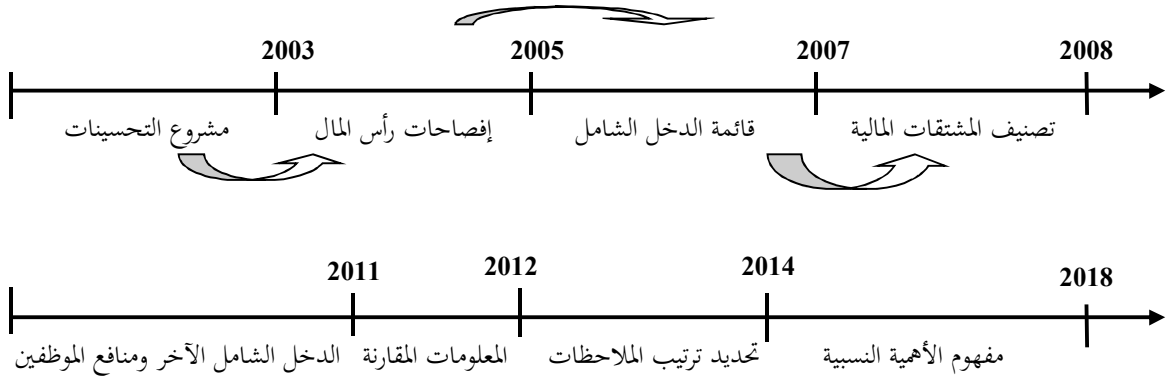 2003 2005 2007 2008
مشروع التحسينات إفصاحات رأس المال قائمة الدخل الشامل تصنيف المشتقات المالية
2011 2012 2014 2018
الدخل الشامل الآخر ومنافع الموظفين المعلومات المقارنة تحديد ترتيب الملاحظات مفهوم الأهمية النسبية